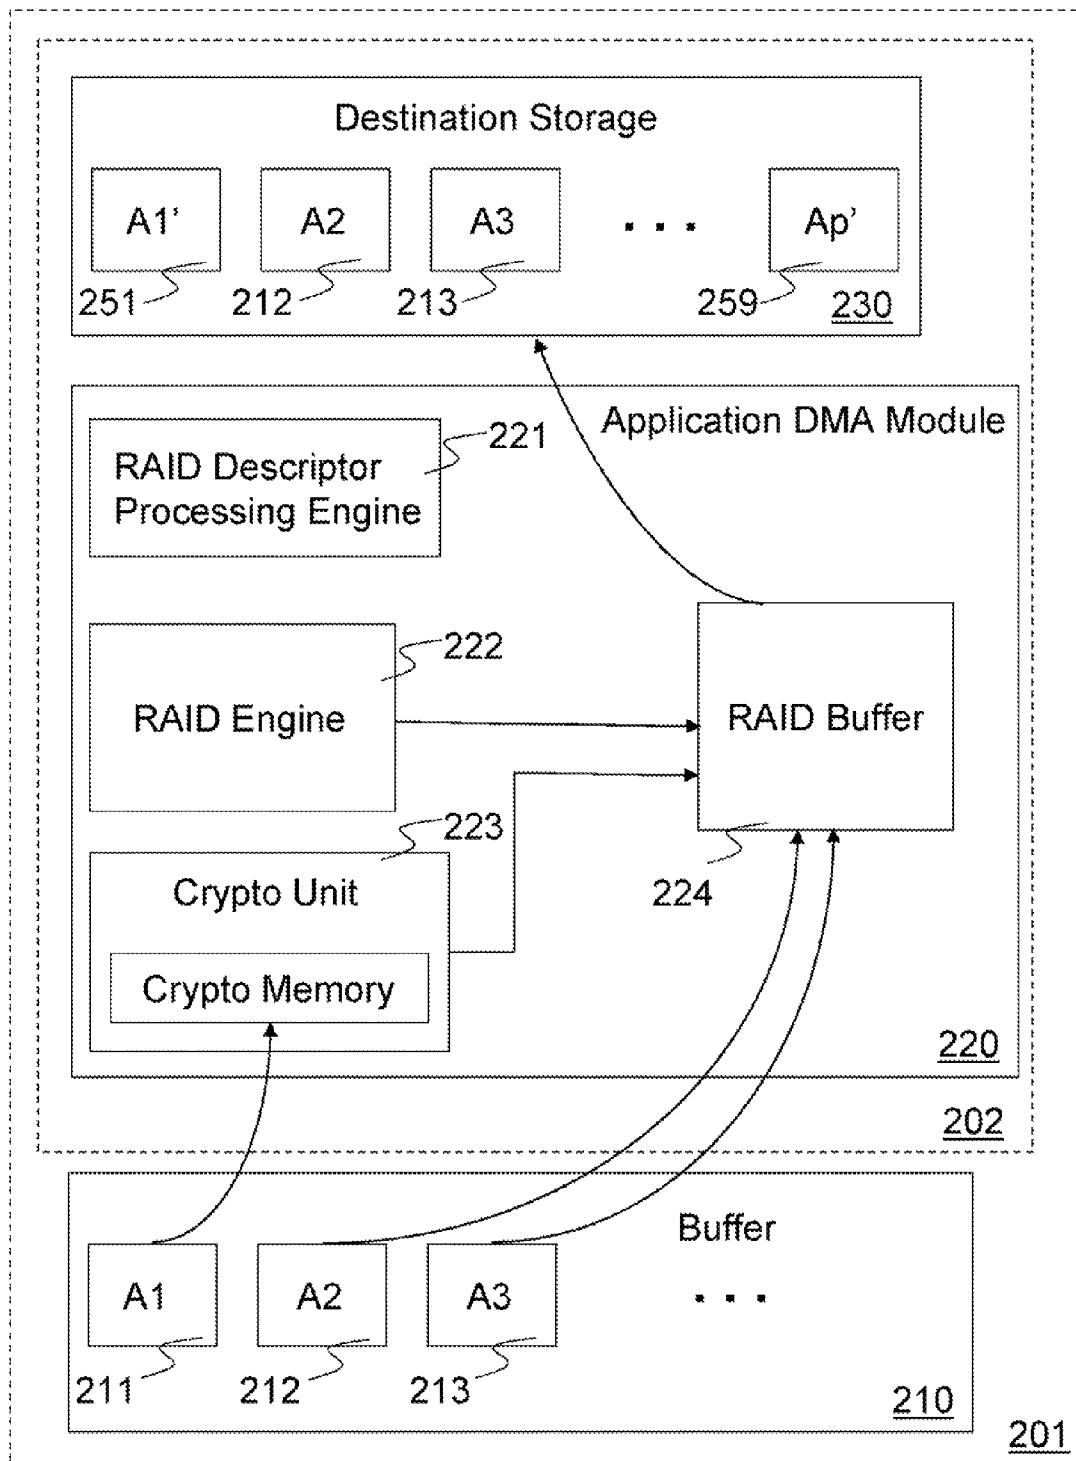 Destination Storage
A1’ A2 A3 . . . Ap’
251 212 213 259 230
Application DMA Module
221
RAID Descriptor
Processing Engine
222
RAID Engine
RAID Buffer
223
224
Crypto Unit
Crypto Memory
220
202
Buffer
A1 A2 A3 . . .
211 212 213 210
201